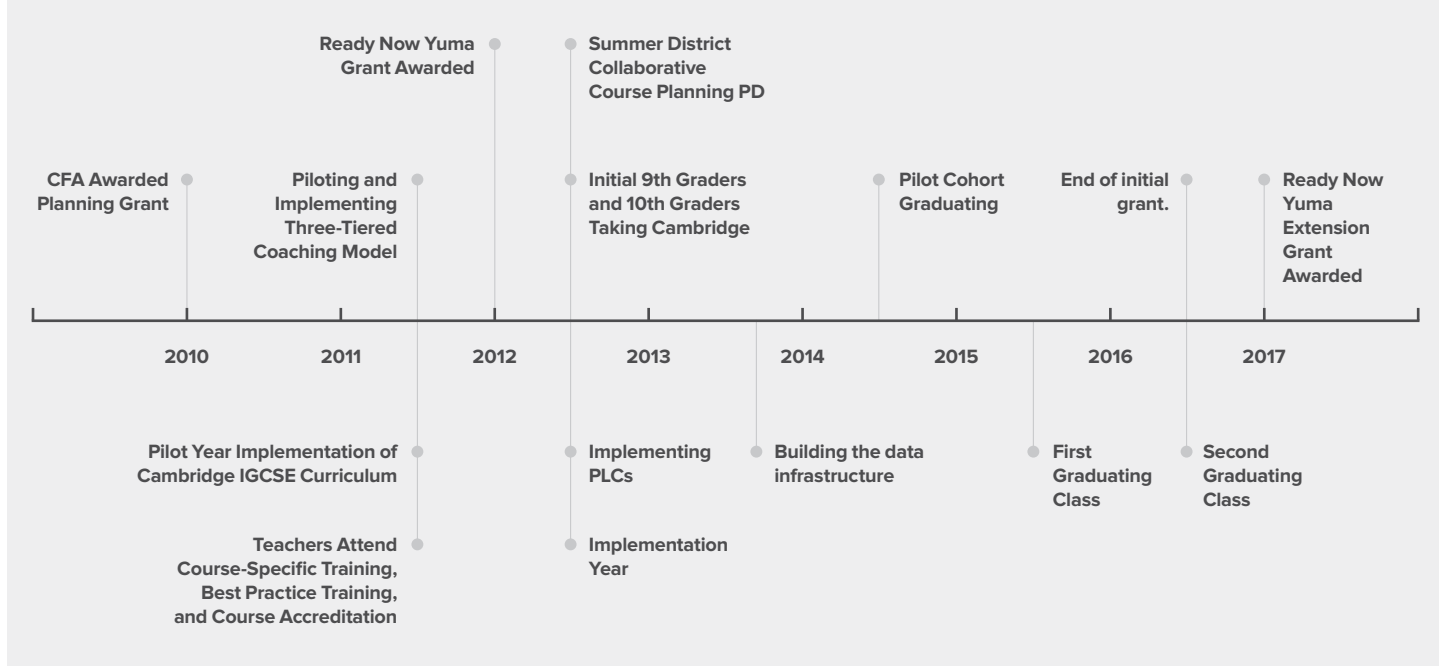 Ready Now Yuma
Grant Awarded
Summer District
Collaborative
Course Planning PD
CFA Awarded
Planning Grant
Piloting and
Implementing
Three-Tiered
Coaching Model
Initial 9th Graders
and 10th Graders
Taking Cambridge
Pilot Cohort
Graduating
End of initial
grant.
Ready Now
Yuma
Extension
Grant
Awarded
2010
2011
2012
2013
2014
2015
2016
2017
Pilot Year Implementation of
Cambridge IGCSE Curriculum
Implementing
PLCs
Building the data
infrastructure
First
Graduating
Class
Second
Graduating
Class
Teachers Attend
Course-Specific Training,
Best Practice Training,
and Course Accreditation
Implementation
Year